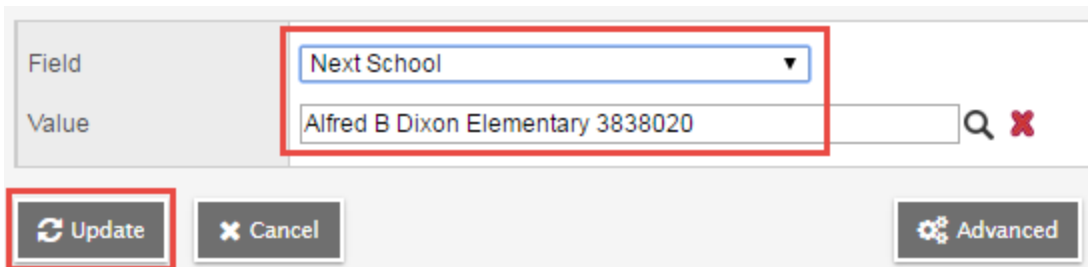 Field Next School
Value Alfred B Dixon Elementary 3838020
Update Cancel Advanced